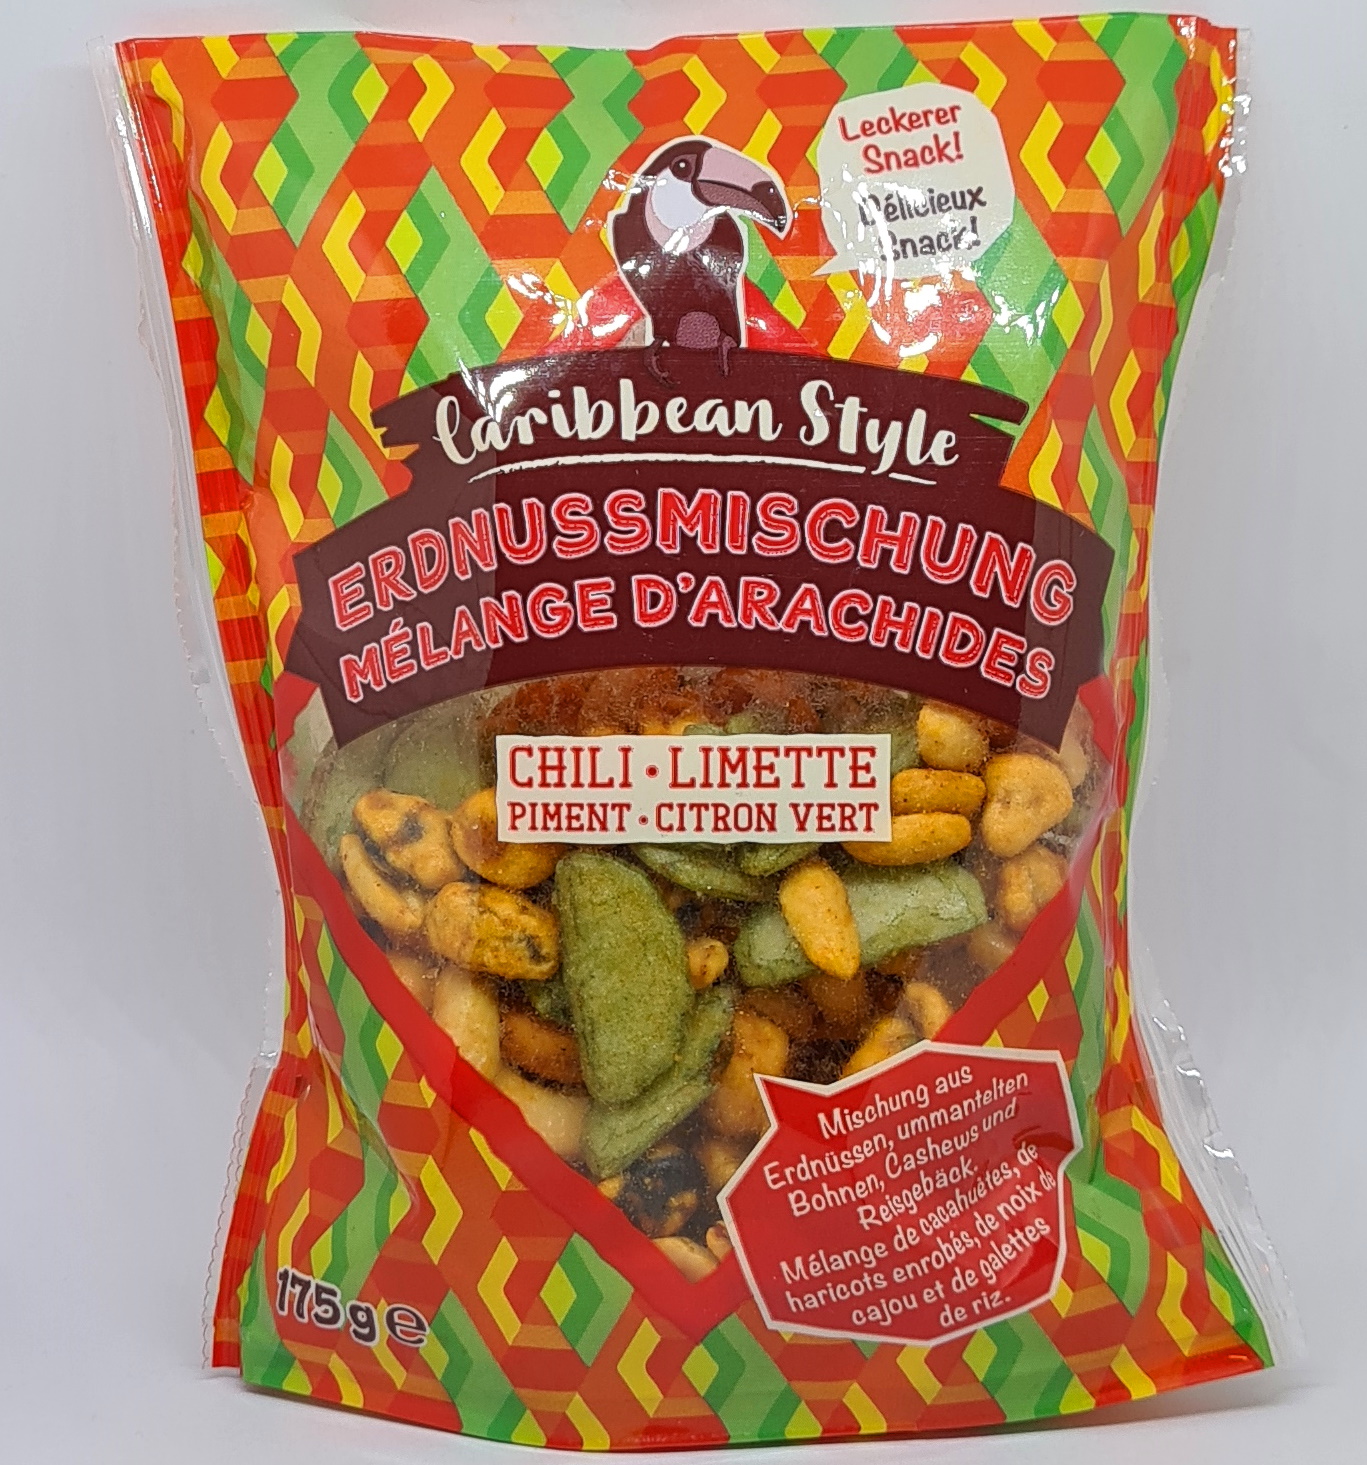 Leckerer
Snack!
Délicieux
Snack!
Caribbean Style
ERDNUSSMISCHUNG
MÉLANGE D'ARACHIDES
CHILI • LIMETTE
PIMENT • CITRON VERT
Mischung aus
Erdnüssen, ummantelten
Bohnen, Cashews und
Reisgebäck.
Mélange de cacahuètes, de
haricots enrobés, de noix de
cajou et de galettes
de riz.
175g e